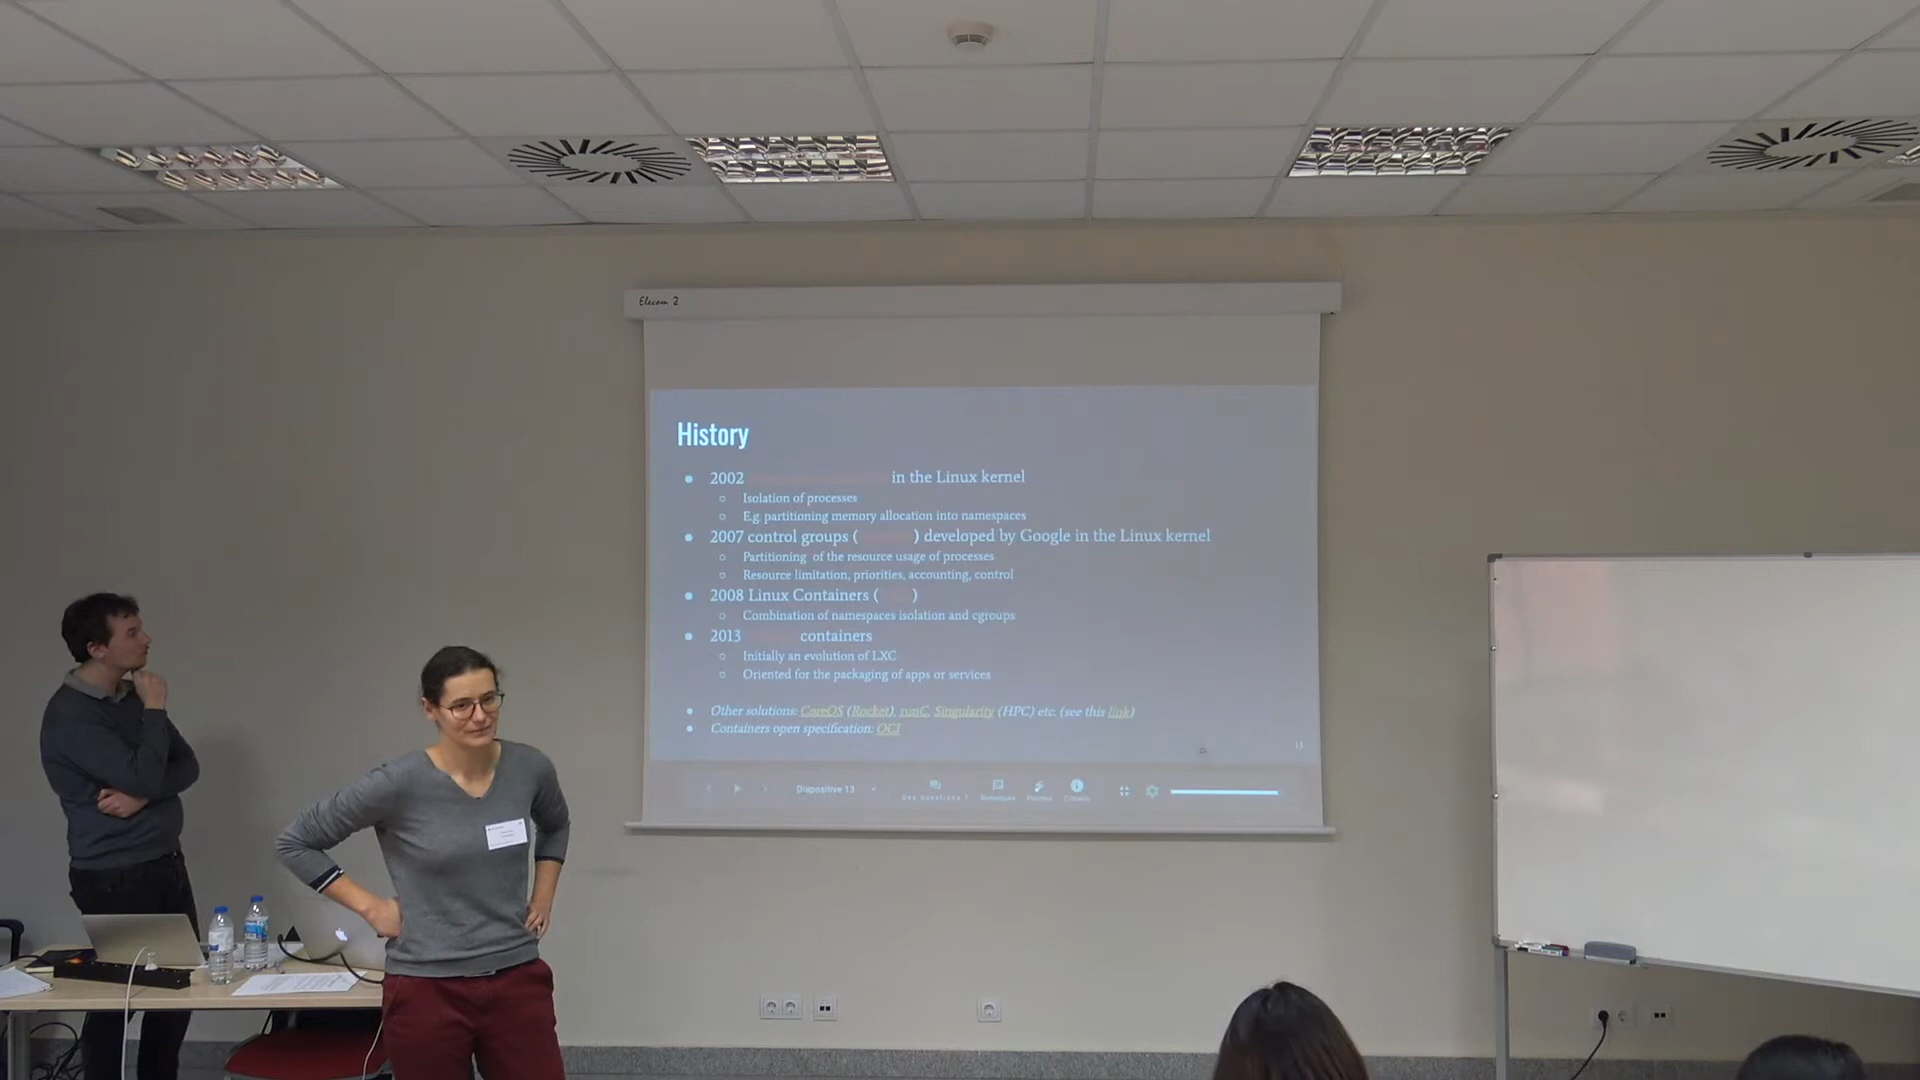 Elecom 2
History
2002 in the Linux kernel
Isolation of processes
E.g. partitioning memory allocation into namespaces
2007 control groups ( ) developed by Google in the Linux kernel
Partitioning of the resource usage of processes
Resource limitation, priorities, accounting, control
2008 Linux Containers ( )
Combination of namespaces isolation and cgroups
2013 containers
Initially an evolution of LXC
Oriented for the packaging of apps or services
Other solutions: CoreOS (Rocket), runC, Singularity (HPC) etc. (see this link)
Containers open specification: OCI
13
Diapositive 13